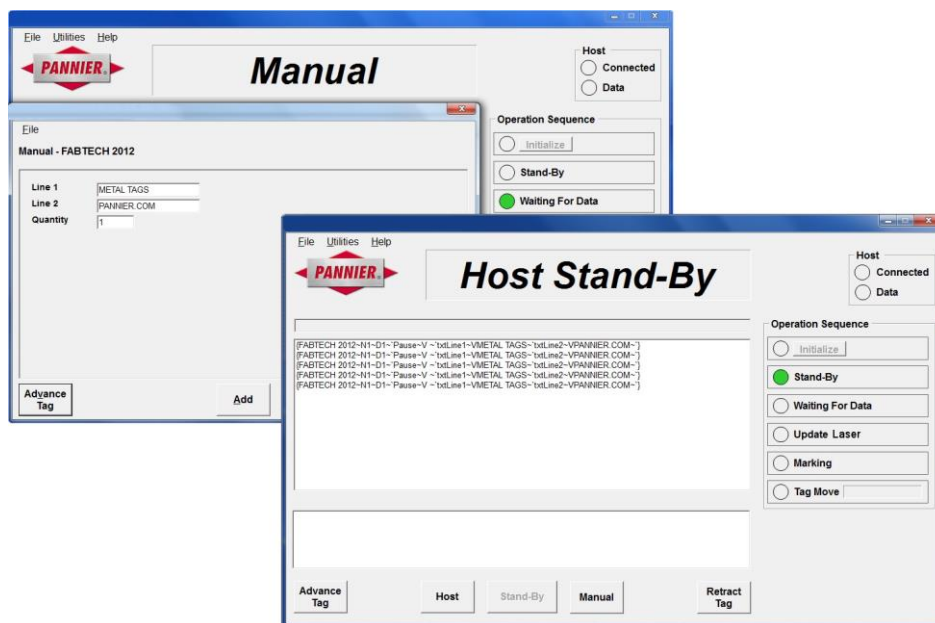 File Utilities Help
PANNIER®
Manual
Host
Connected
Data
Operation Sequence
Initialize
Stand-By
Waiting For Data
File
Manual - FABTECH 2012
Line 1 METAL TAGS
Line 2 PANNIER.COM
Quantity 1
Advance
Tag
Add
File Utilities Help
PANNIER®
Host Stand-By
Host
Connected
Data
{FABTECH 2012~N1~D1~`Pause~V ~`txtLine1~VMETAL TAGS~`txtLine2~VPANNIER.COM~`}
{FABTECH 2012~N1~D1~`Pause~V ~`txtLine1~VMETAL TAGS~`txtLine2~VPANNIER.COM~`}
{FABTECH 2012~N1~D1~`Pause~V ~`txtLine1~VMETAL TAGS~`txtLine2~VPANNIER.COM~`}
{FABTECH 2012~N1~D1~`Pause~V ~`txtLine1~VMETAL TAGS~`txtLine2~VPANNIER.COM~`}
{FABTECH 2012~N1~D1~`Pause~V ~`txtLine1~VMETAL TAGS~`txtLine2~VPANNIER.COM~`}
Operation Sequence
Initialize
Stand-By
Waiting For Data
Update Laser
Marking
Tag Move
Advance
Tag
Host
Stand-By
Manual
Retract
Tag